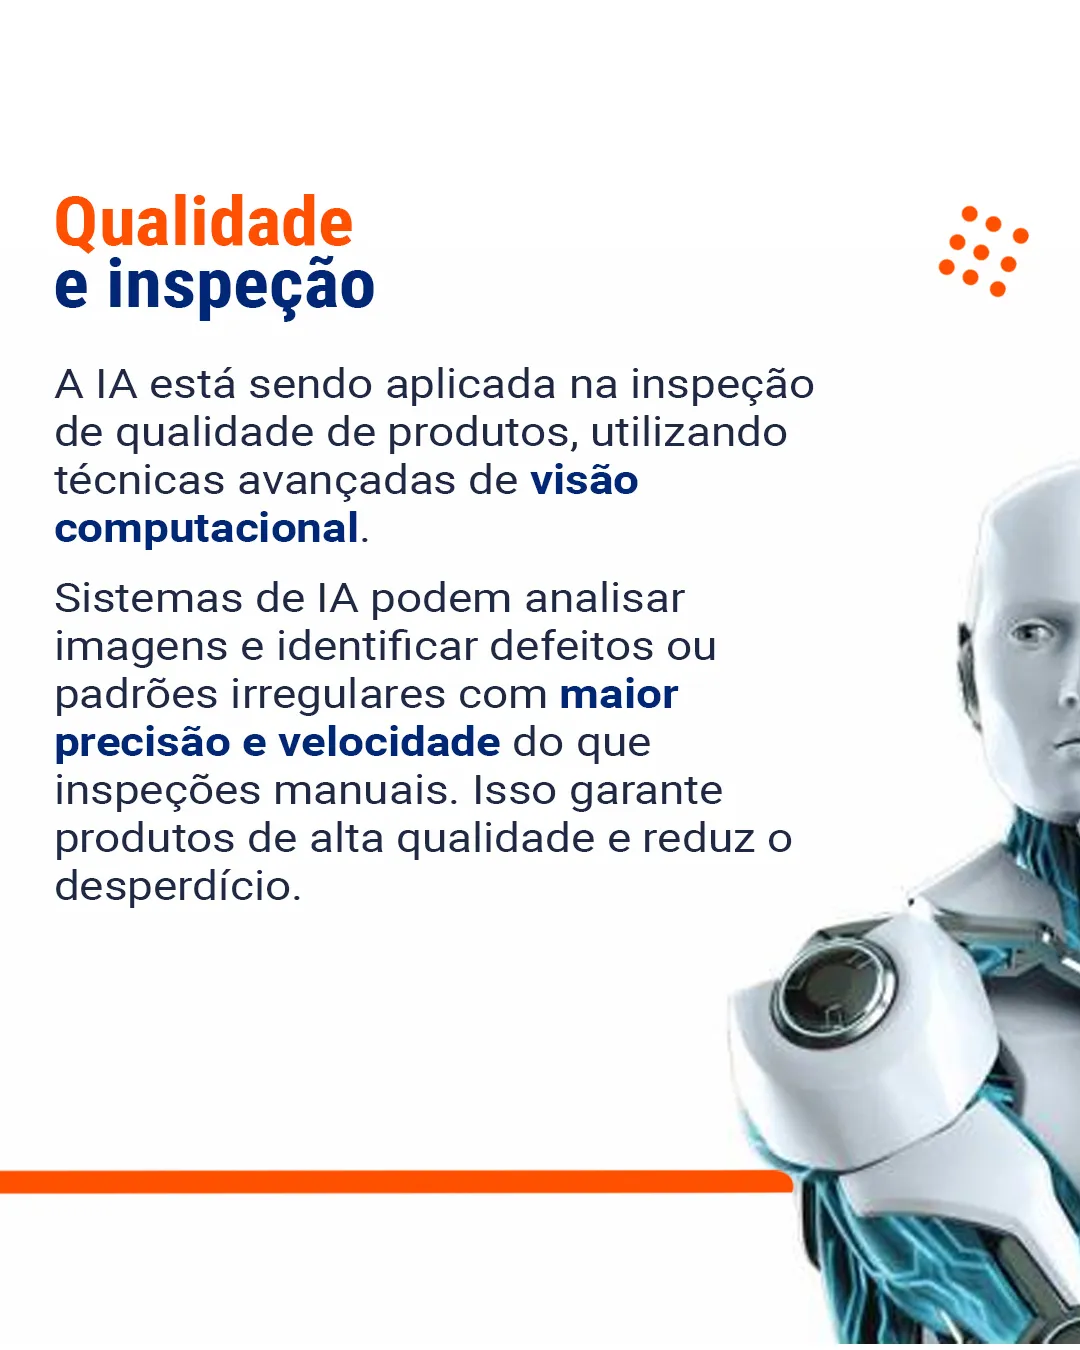 Qualidade
e inspeção
A IA está sendo aplicada na inspeção
de qualidade de produtos, utilizando
técnicas avançadas de visão
computacional.
Sistemas de IA podem analisar
imagens e identificar defeitos ou
padrões irregulares com maior
precisão e velocidade do que
inspeções manuais. Isso garante
produtos de alta qualidade e reduz o
desperdício.